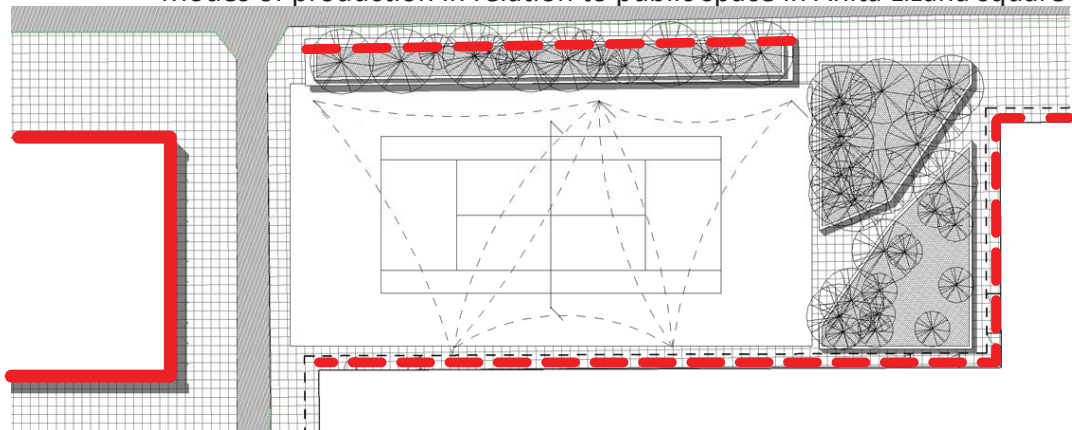 Modes of production in relation to public space in Anita Lizana square